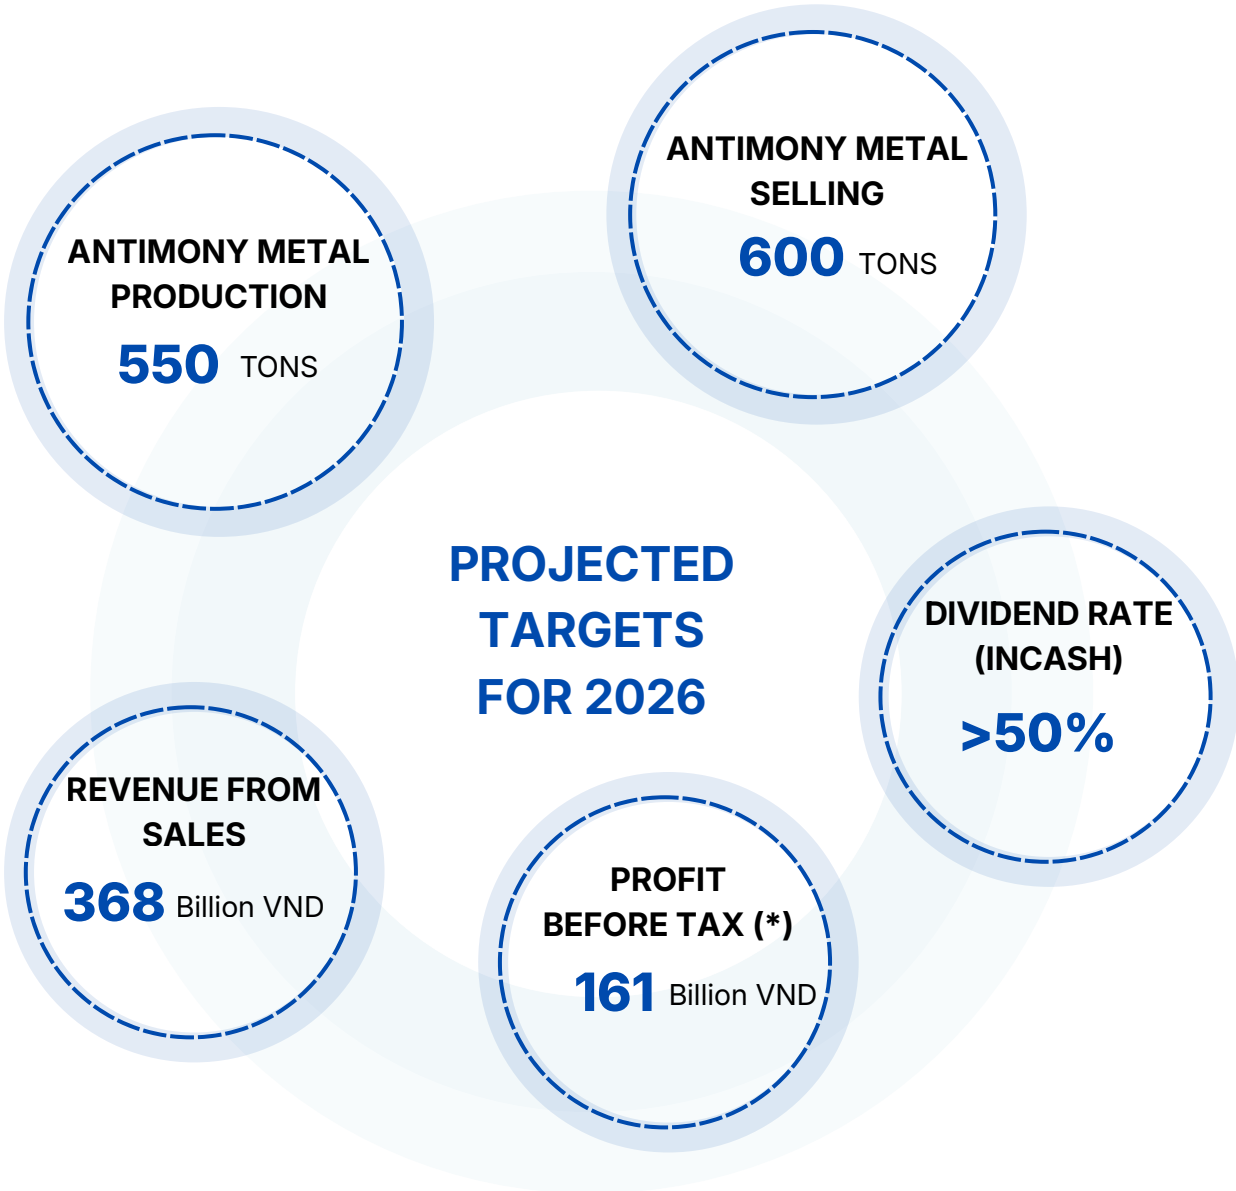 ANTIMONY METAL
SELLING
600 TONS
ANTIMONY METAL
PRODUCTION
550 TONS
PROJECTED
TARGETS
FOR 2026
DIVIDEND RATE
(INCASH)
>50%
REVENUE FROM
SALES
368 Billion VND
PROFIT
BEFORE TAX (*)
161 Billion VND